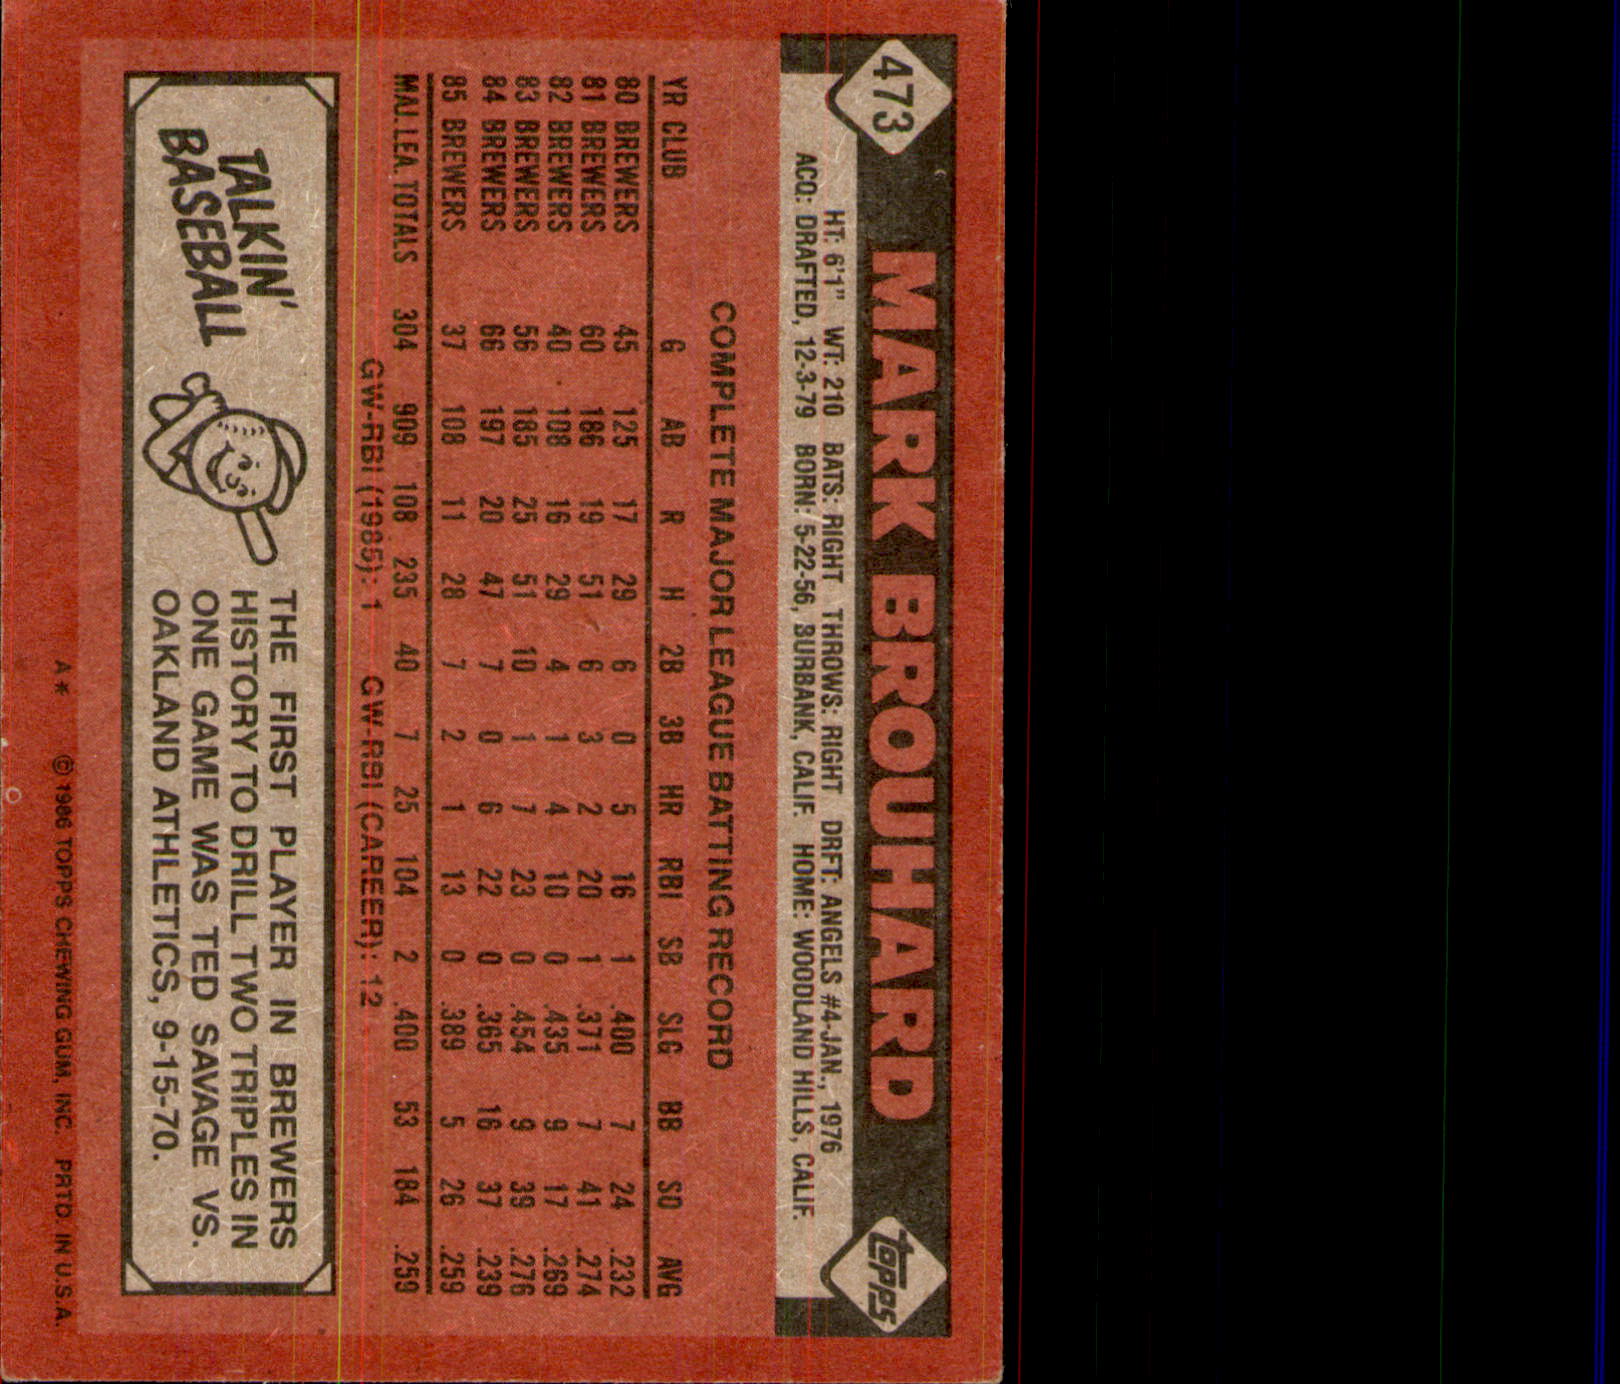 473
MARK BROUHARD
topps
HT: 6'1" WT: 210 BATS: RIGHT THROWS: RIGHT DRFT: ANGELS #4-JAN., 1976
ACQ: DRAFTED, 12-3-79 BORN: 5-22-56, BURBANK, CALIF. HOME: WOODLAND HILLS, CALIF.
COMPLETE MAJOR LEAGUE BATTING RECORD
YR CLUB G AB R H 2B 3B HR RBI SB SLG BB SO AVG
80 BREWERS 45 125 17 29 6 0 5 16 1 .400 7 24 .232
81 BREWERS 60 186 19 51 6 3 2 20 1 .371 7 41 .274
82 BREWERS 40 108 16 29 4 1 4 10 0 .435 9 17 .269
83 BREWERS 56 185 25 51 10 1 7 23 0 .454 9 39 .276
84 BREWERS 66 197 20 47 7 0 6 22 0 .365 16 37 .239
85 BREWERS 37 108 11 28 7 2 1 13 0 .389 5 26 .259
MAJ. LEA. TOTALS 304 909 108 235 40 7 25 104 2 .400 53 184 .259
GW-RBI (1985): 1 GW-RBI (CAREER): 12
TALKIN'
BASEBALL
THE FIRST PLAYER IN BREWERS
HISTORY TO DRILL TWO TRIPLES IN
ONE GAME WAS TED SAVAGE VS.
OAKLAND ATHLETICS, 9-15-70.
A* © 1986 TOPPS CHEWING GUM, INC. PRTD. IN U.S.A.